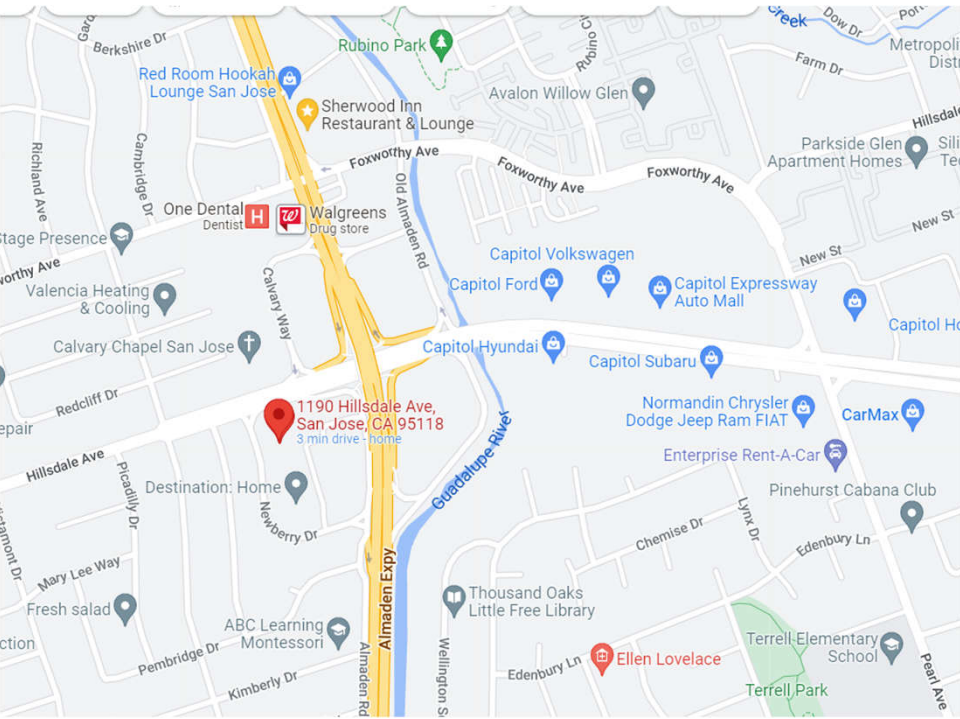 Creek
Dow Dr
Berkshire Dr
Rubino Park
Farm Dr
Red Room Hookah
Lounge San Jose
Avalon Willow Glen
Sherwood Inn
Restaurant & Lounge
Foxworthy Ave
Foxworthy Ave
Foxworthy Ave
Parkside Glen
Apartment Homes
Richland Ave
Cambridge Dr
Old Almaden Rd
One Dental
Dentist
H
Walgreens
Drug store
Stage Presence
New St
New St
Capitol Volkswagen
Capitol Ford
Capitol Expressway
Auto Mall
Valencia Heating
& Cooling
Calvary Way
Calvary Chapel San Jose
Capitol Hyundai
Capitol Subaru
Redcliff Dr
1190 Hillsdale Ave,
San Jose, CA 95118
3 min drive - home
Normandin Chrysler
Dodge Jeep Ram FIAT
CarMax
Hillsdale Ave
Guadalupe River
Enterprise Rent-A-Car
Picadilly Dr
Destination: Home
Pinehurst Cabana Club
Newberry Dr
Lynx Dr
Chemise Dr
Edenbury Ln
Mary Lee Way
Almaden Expy
Fresh salad
Thousand Oaks
Little Free Library
ABC Learning
Montessori
Terrell Elementary
School
Pembridge Dr
Edenbury Ln
Ellen Lovelace
Kimberly Dr
Almaden Rd
Wellington S
Terrell Park
Pearl Ave